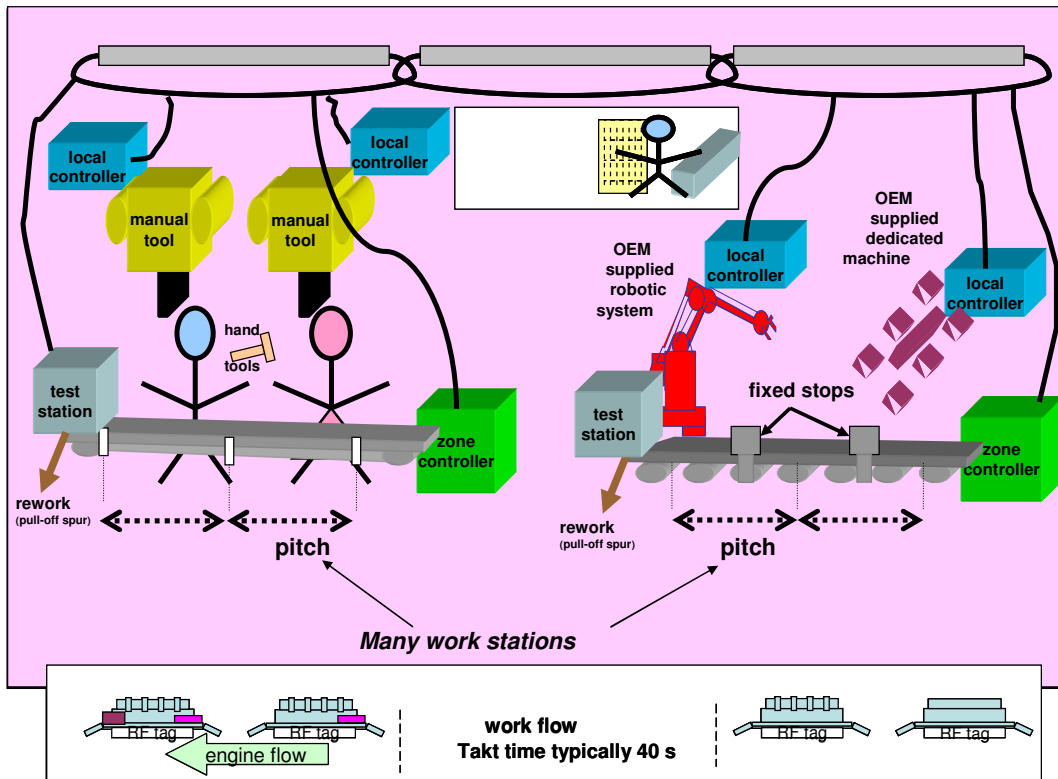 local
controller
local
controller
manual
tool
manual
tool
hand
tools
test
station
zone
controller
rework
(pull-off spur)
pitch
OEM
supplied
robotic
system
local
controller
OEM
supplied
dedicated
machine
local
controller
fixed stops
test
station
zone
controller
rework
(pull-off spur)
pitch
Many work stations
RF tag
RF tag
engine flow
work flow
Takt time typically 40 s
RF tag
RF tag